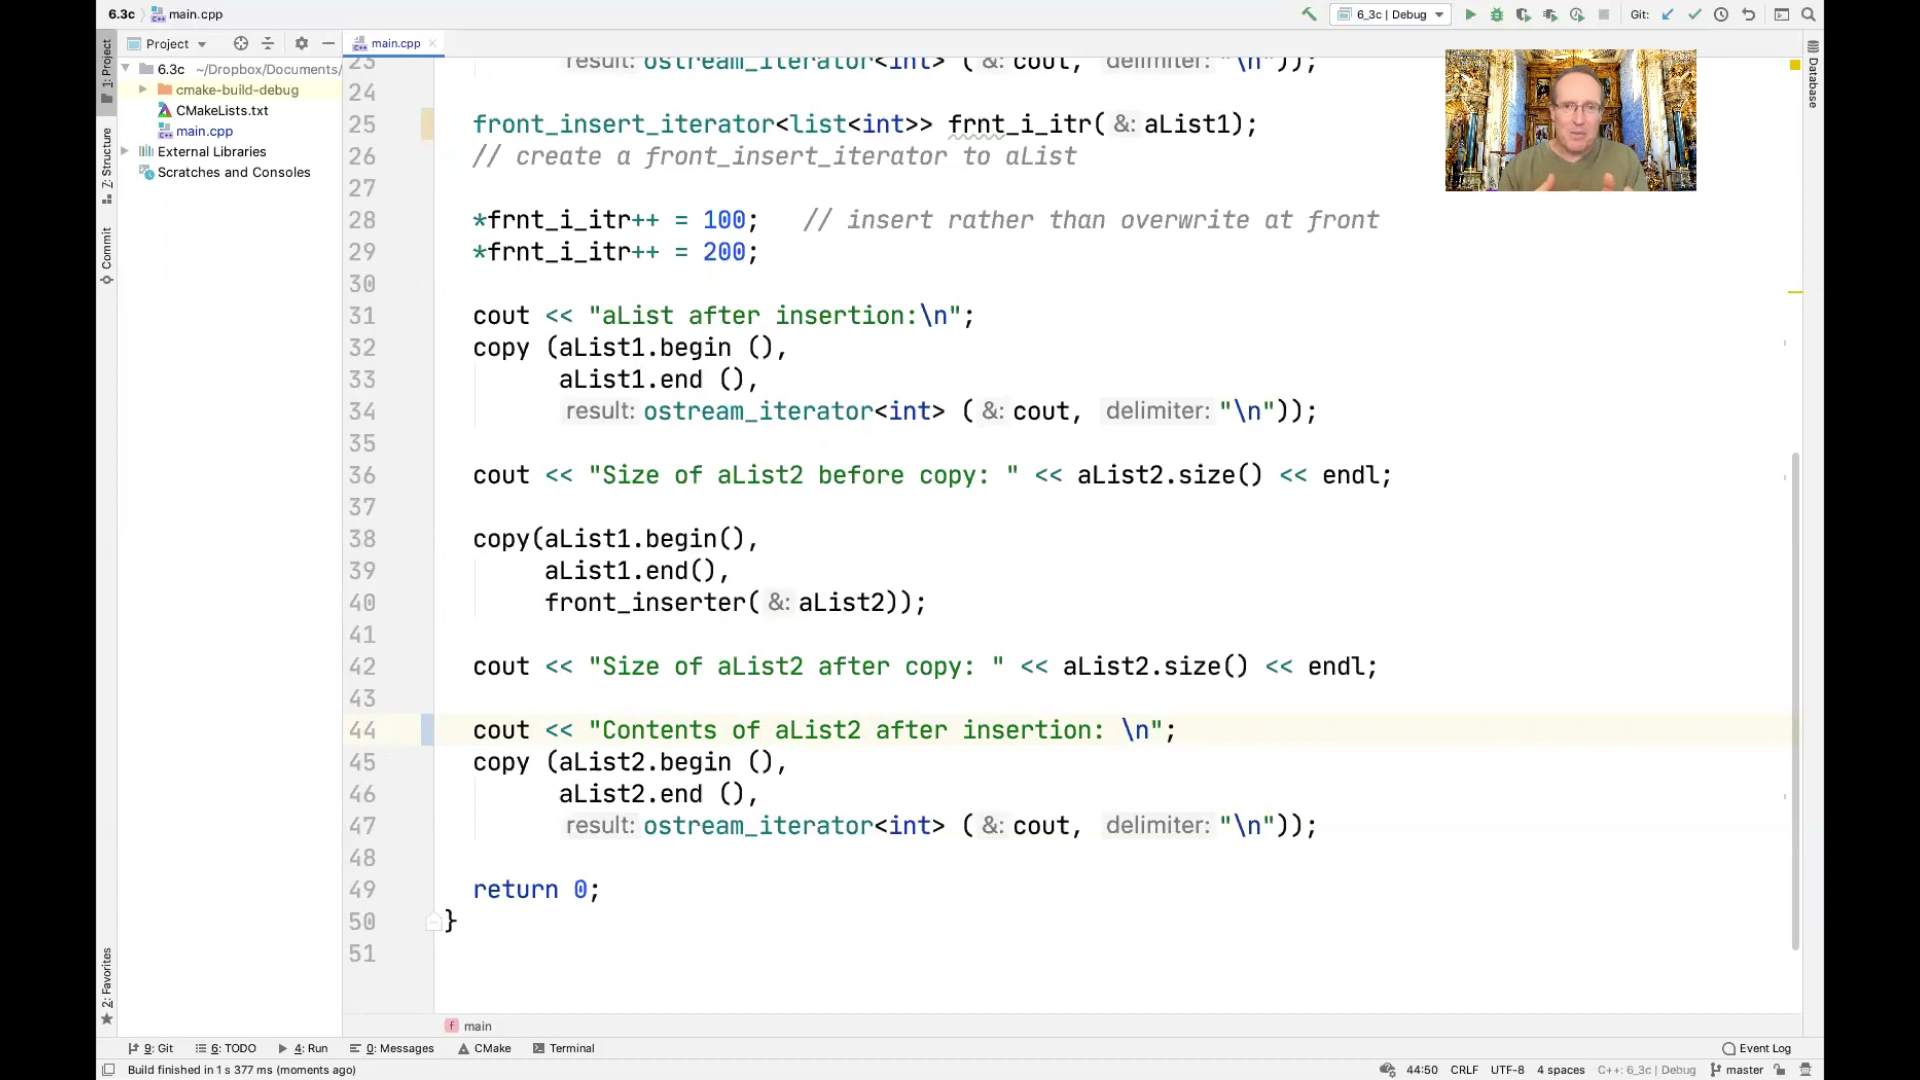 6.3c main.cpp
6_3c | Debug
Git:
1: Project
Z: Structure
Commit
2: Favorites
Database
Project
main.cpp
6.3c ~/Dropbox/Documents/
cmake-build-debug
CMakeLists.txt
main.cpp
External Libraries
Scratches and Consoles
23 result: ostream_iterator<int> ( &: cout, delimiter: "\n"));
24
25 front_insert_iterator<list<int>> frnt_i_itr( &: aList1);
26 // create a front_insert_iterator to aList
27
28 *frnt_i_itr++ = 100; // insert rather than overwrite at front
29 *frnt_i_itr++ = 200;
30
31 cout << "aList after insertion:\n";
32 copy (aList1.begin (),
33 aList1.end (),
34 result: ostream_iterator<int> ( &: cout, delimiter: "\n"));
35
36 cout << "Size of aList2 before copy: " << aList2.size() << endl;
37
38 copy(aList1.begin(),
39 aList1.end(),
40 front_inserter( &: aList2));
41
42 cout << "Size of aList2 after copy: " << aList2.size() << endl;
43
44 cout << "Contents of aList2 after insertion: \n";
45 copy (aList2.begin (),
46 aList2.end (),
47 result: ostream_iterator<int> ( &: cout, delimiter: "\n"));
48
49 return 0;
50 }
51
f main
9: Git 6: TODO 4: Run 0: Messages CMake Terminal Event Log
Build finished in 1 s 377 ms (moments ago) 44:50 CRLF UTF-8 4 spaces C++: 6_3c | Debug master